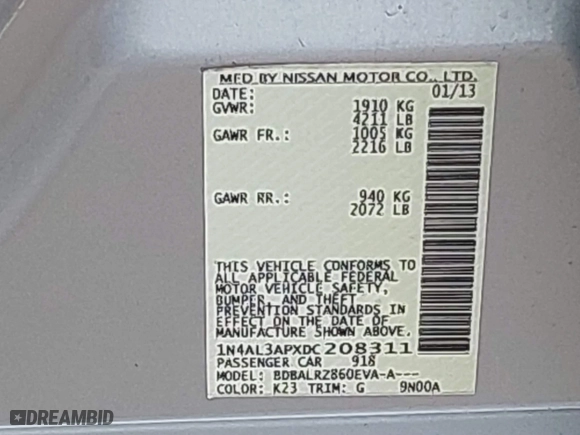 MFD BY NISSAN MOTOR CO., LTD.
DATE: 01/13
GVWR: 1910 KG
4211 LB
GAWR FR.: 1005 KG
2216 LB
GAWR RR.: 940 KG
2072 LB
THIS VEHICLE CONFORMS TO
ALL APPLICABLE FEDERAL
MOTOR VEHICLE SAFETY,
BUMPER, AND THEFT
PREVENTION STANDARDS IN
EFFECT ON THE DATE OF
MANUFACTURE SHOWN ABOVE.
1N4AL3APXDC208311
PASSENGER CAR 918
MODEL: BDBALRZ860EVA-A---
COLOR: K23 TRIM: G 9N00A
DREAMBID